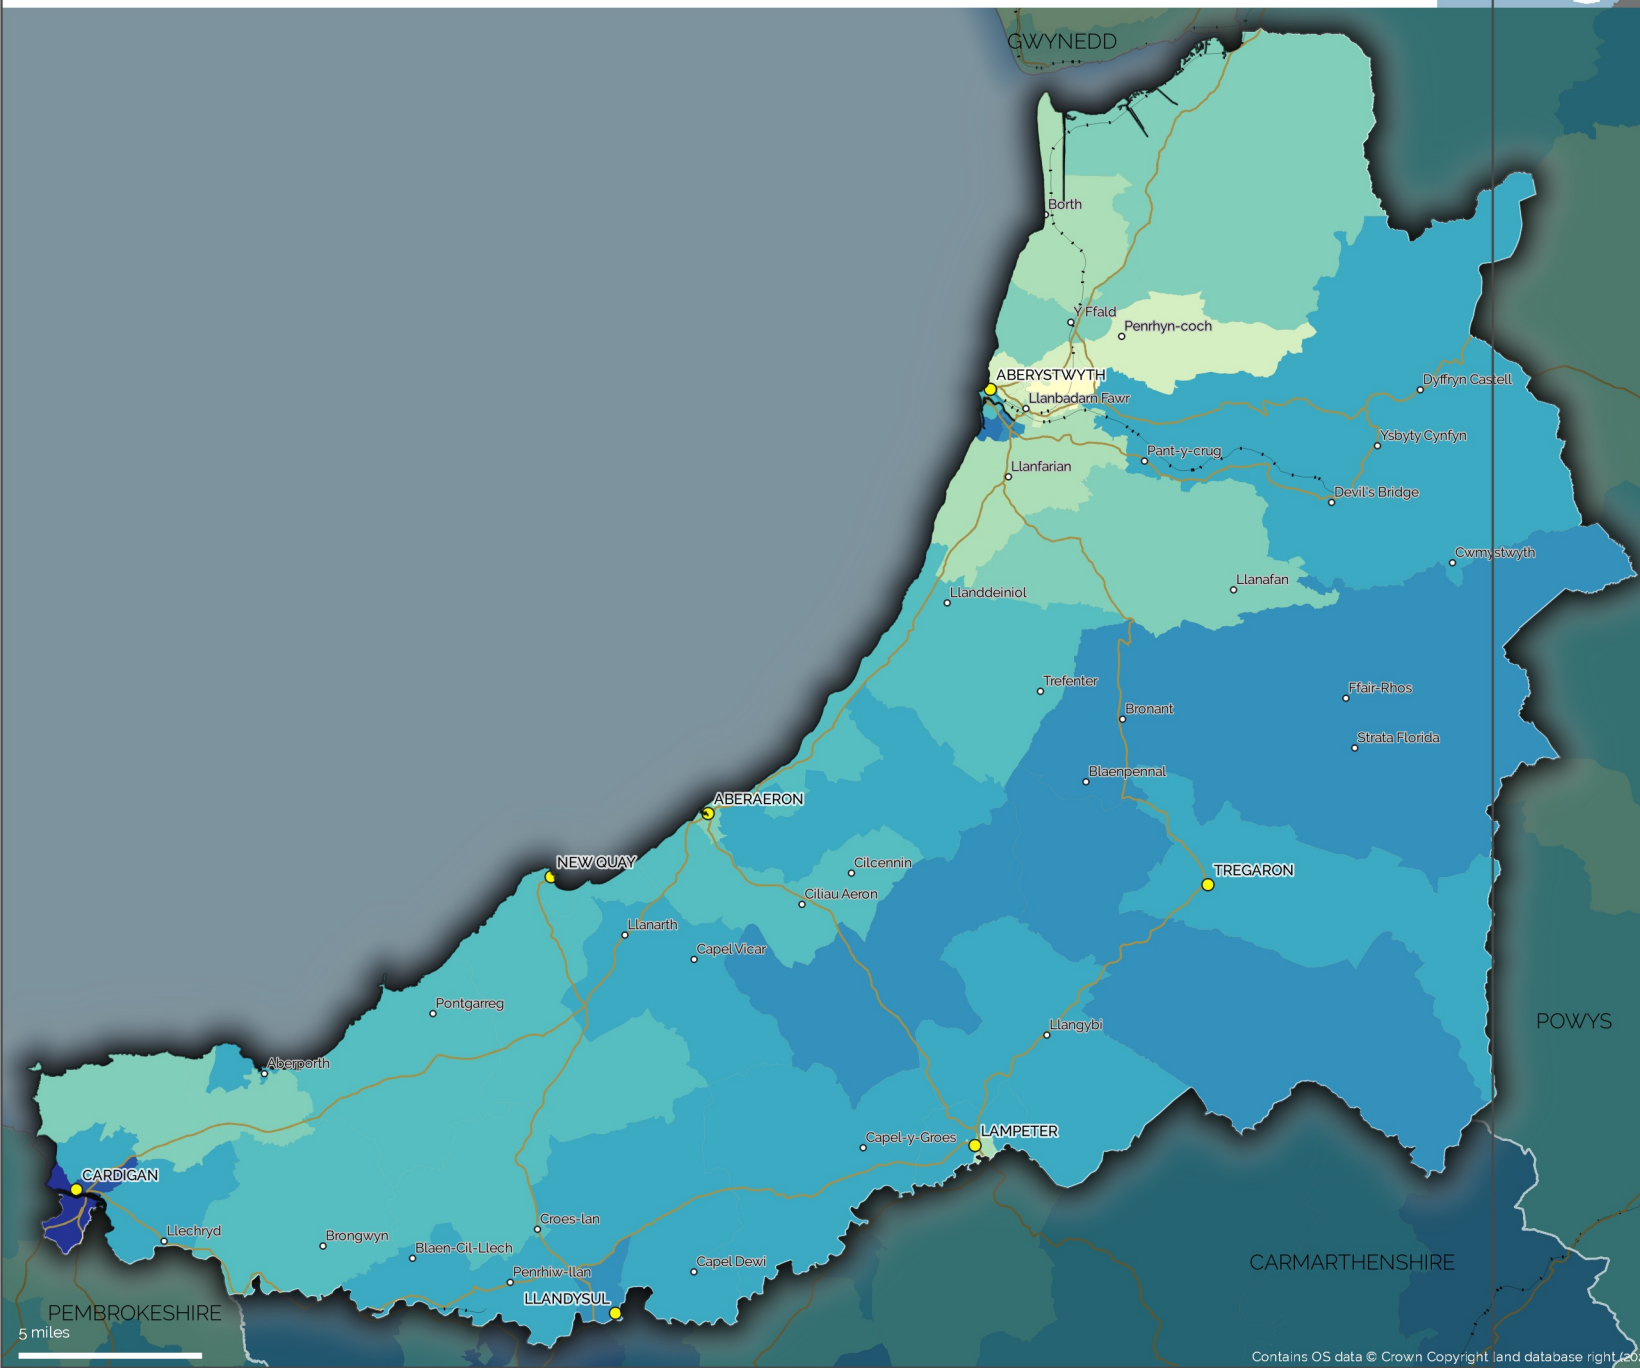 GWYNEDD
Borth
Y Ffald
Penrhyn-coch
ABERYSTWYTH
Dyffryn Castell
Llanbadarn Fawr
Ysbyty Cynfyn
Pant-y-crug
Llanfarian
Devil's Bridge
Cwmystwyth
Llanafan
Llanddeiniol
Trefenter
Ffair-Rhos
Bronant
Strata Florida
Blaenpennal
ABERAERON
NEW QUAY
Cilcennin
TREGARON
Ciliau Aeron
Llanarth
Capel Vicar
Pontgarreg
POWYS
Llangybi
Aberporth
LAMPETER
Capel-y-Groes
CARDIGAN
Croes-lan
Llechryd
Brongwyn
Blaen-Cil-Llech
Capel Dewi
CARMARTHENSHIRE
Penrhiw-llan
LLANDYSUL
PEMBROKESHIRE
5 miles
Contains OS data © Crown Copyright and database right (20